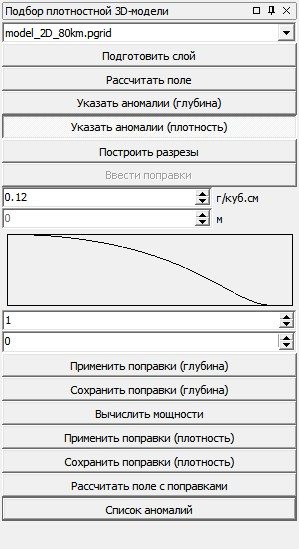 Подбор плотностной 3D-модели
model_2D_80km.pgrid
Подготовить слой
Рассчитать поле
Указать аномалии (глубина)
Указать аномалии (плотность)
Построить разрезы
Ввести поправки
0.12 г/куб.см
0 м
1
0
Применить поправки (глубина)
Сохранить поправки (глубина)
Вычислить мощности
Применить поправки (плотность)
Сохранить поправки (плотность)
Рассчитать поле с поправками
Список аномалий